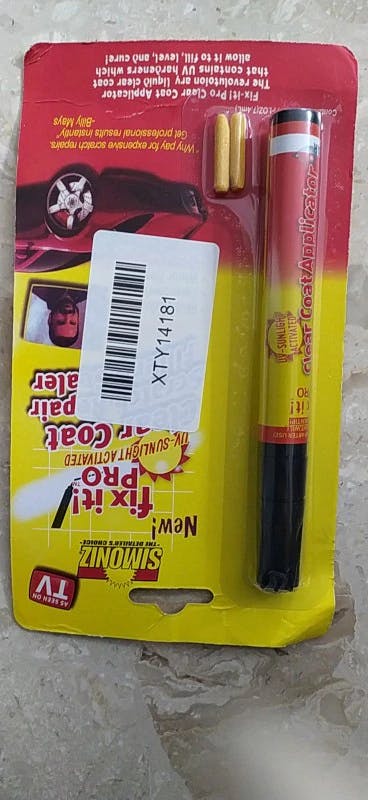 AS SEEN ON
TV
SIMONIZ
"THE DETAILER'S CHOICE"
New!
fix it!
PRO
TM
UV-SUNLIGHT ACTIVATED
Coat
XTY14181
"Why pay for expensive scratch repairs.
Get professional results instantly"
-Billy Mays
Fix it! Pro Clear Coat Applicator
The revolutionary liquid clear coat
that contains UV hardeners which
allow it to fill, level, and cure!
it!
PRO
UV-SUNLIGHT
ACTIVATED
Clear Coat Applicator